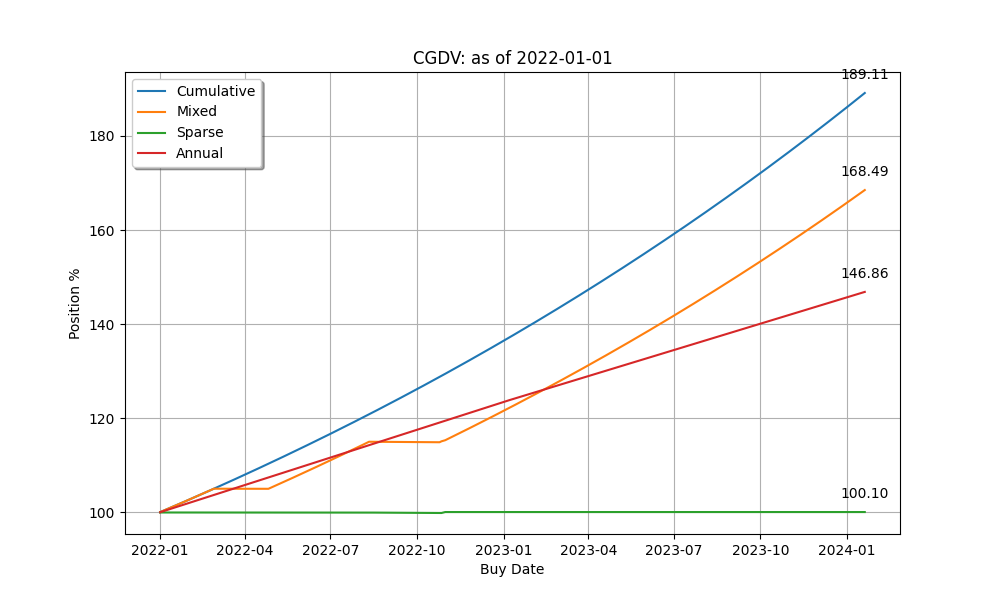 CGDV: as of 2022-01-01
189.11
Cumulative
Mixed
Sparse
Annual
180
168.49
160
146.86
140
120
100.10
100
Position %
2022-01 2022-04 2022-07 2022-10 2023-01 2023-04 2023-07 2023-10 2024-01
Buy Date